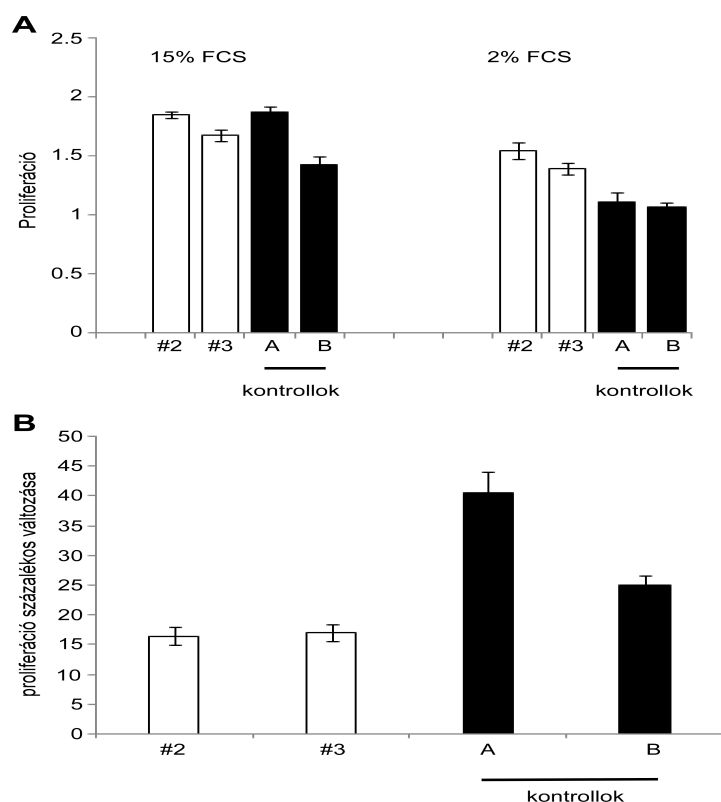 A
2.5
15% FCS
2% FCS
2
1.5
1
0.5
0
Proliferáció
#2 #3 A B #2 #3 A B
kontrollok kontrollok
B
50
45
40
35
30
25
20
15
10
5
0
proliferáció százalékos változása
#2 #3 A B
kontrollok